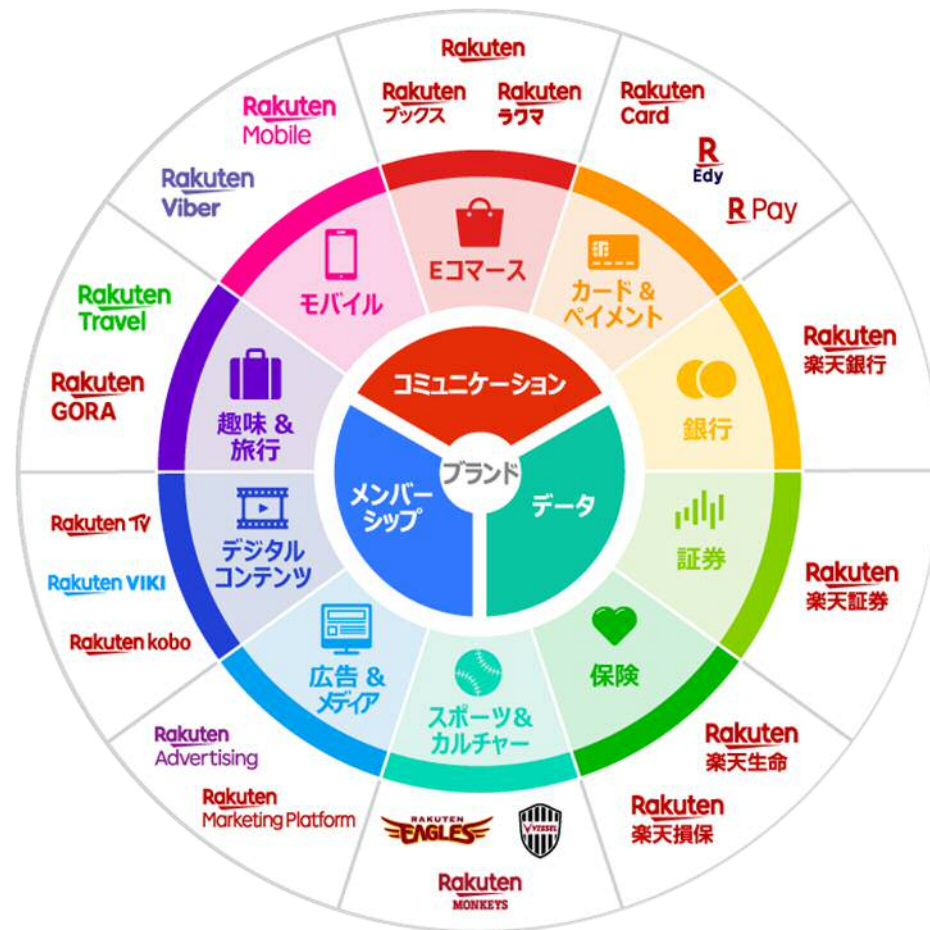 Rakuten
Rakuten
ブックス
Rakuten
ラクマ
Rakuten
Card
R
Edy
R Pay
Rakuten
楽天銀行
Rakuten
楽天証券
Rakuten
楽天生命
Rakuten
楽天損保
RAKUTEN
EAGLES
VISSEL
Rakuten
MONKEYS
Rakuten
Marketing Platform
Rakuten
Advertising
Rakuten kobo
Rakuten VIKI
Rakuten TV
Rakuten
GORA
Rakuten
Travel
Rakuten
Viber
Rakuten
Mobile
Eコマース
カード &
ペイメント
銀行
証券
保険
スポーツ&
カルチャー
広告 &
メディア
デジタル
コンテンツ
趣味 &
旅行
モバイル
コミュニケーション
データ
メンバー
シップ
ブランド